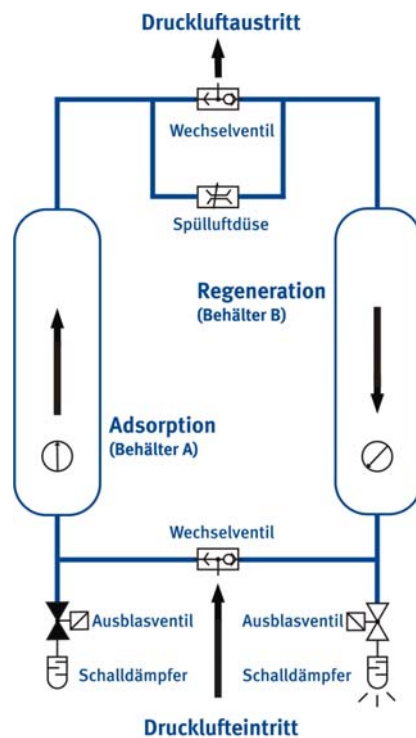 Druckluftaustritt
Wechselventil
Spülluftdüse
Regeneration
(Behälter B)
Adsorption
(Behälter A)
Wechselventil
Ausblasventil
Ausblasventil
Schalldämpfer
Schalldämpfer
Drucklufteintritt